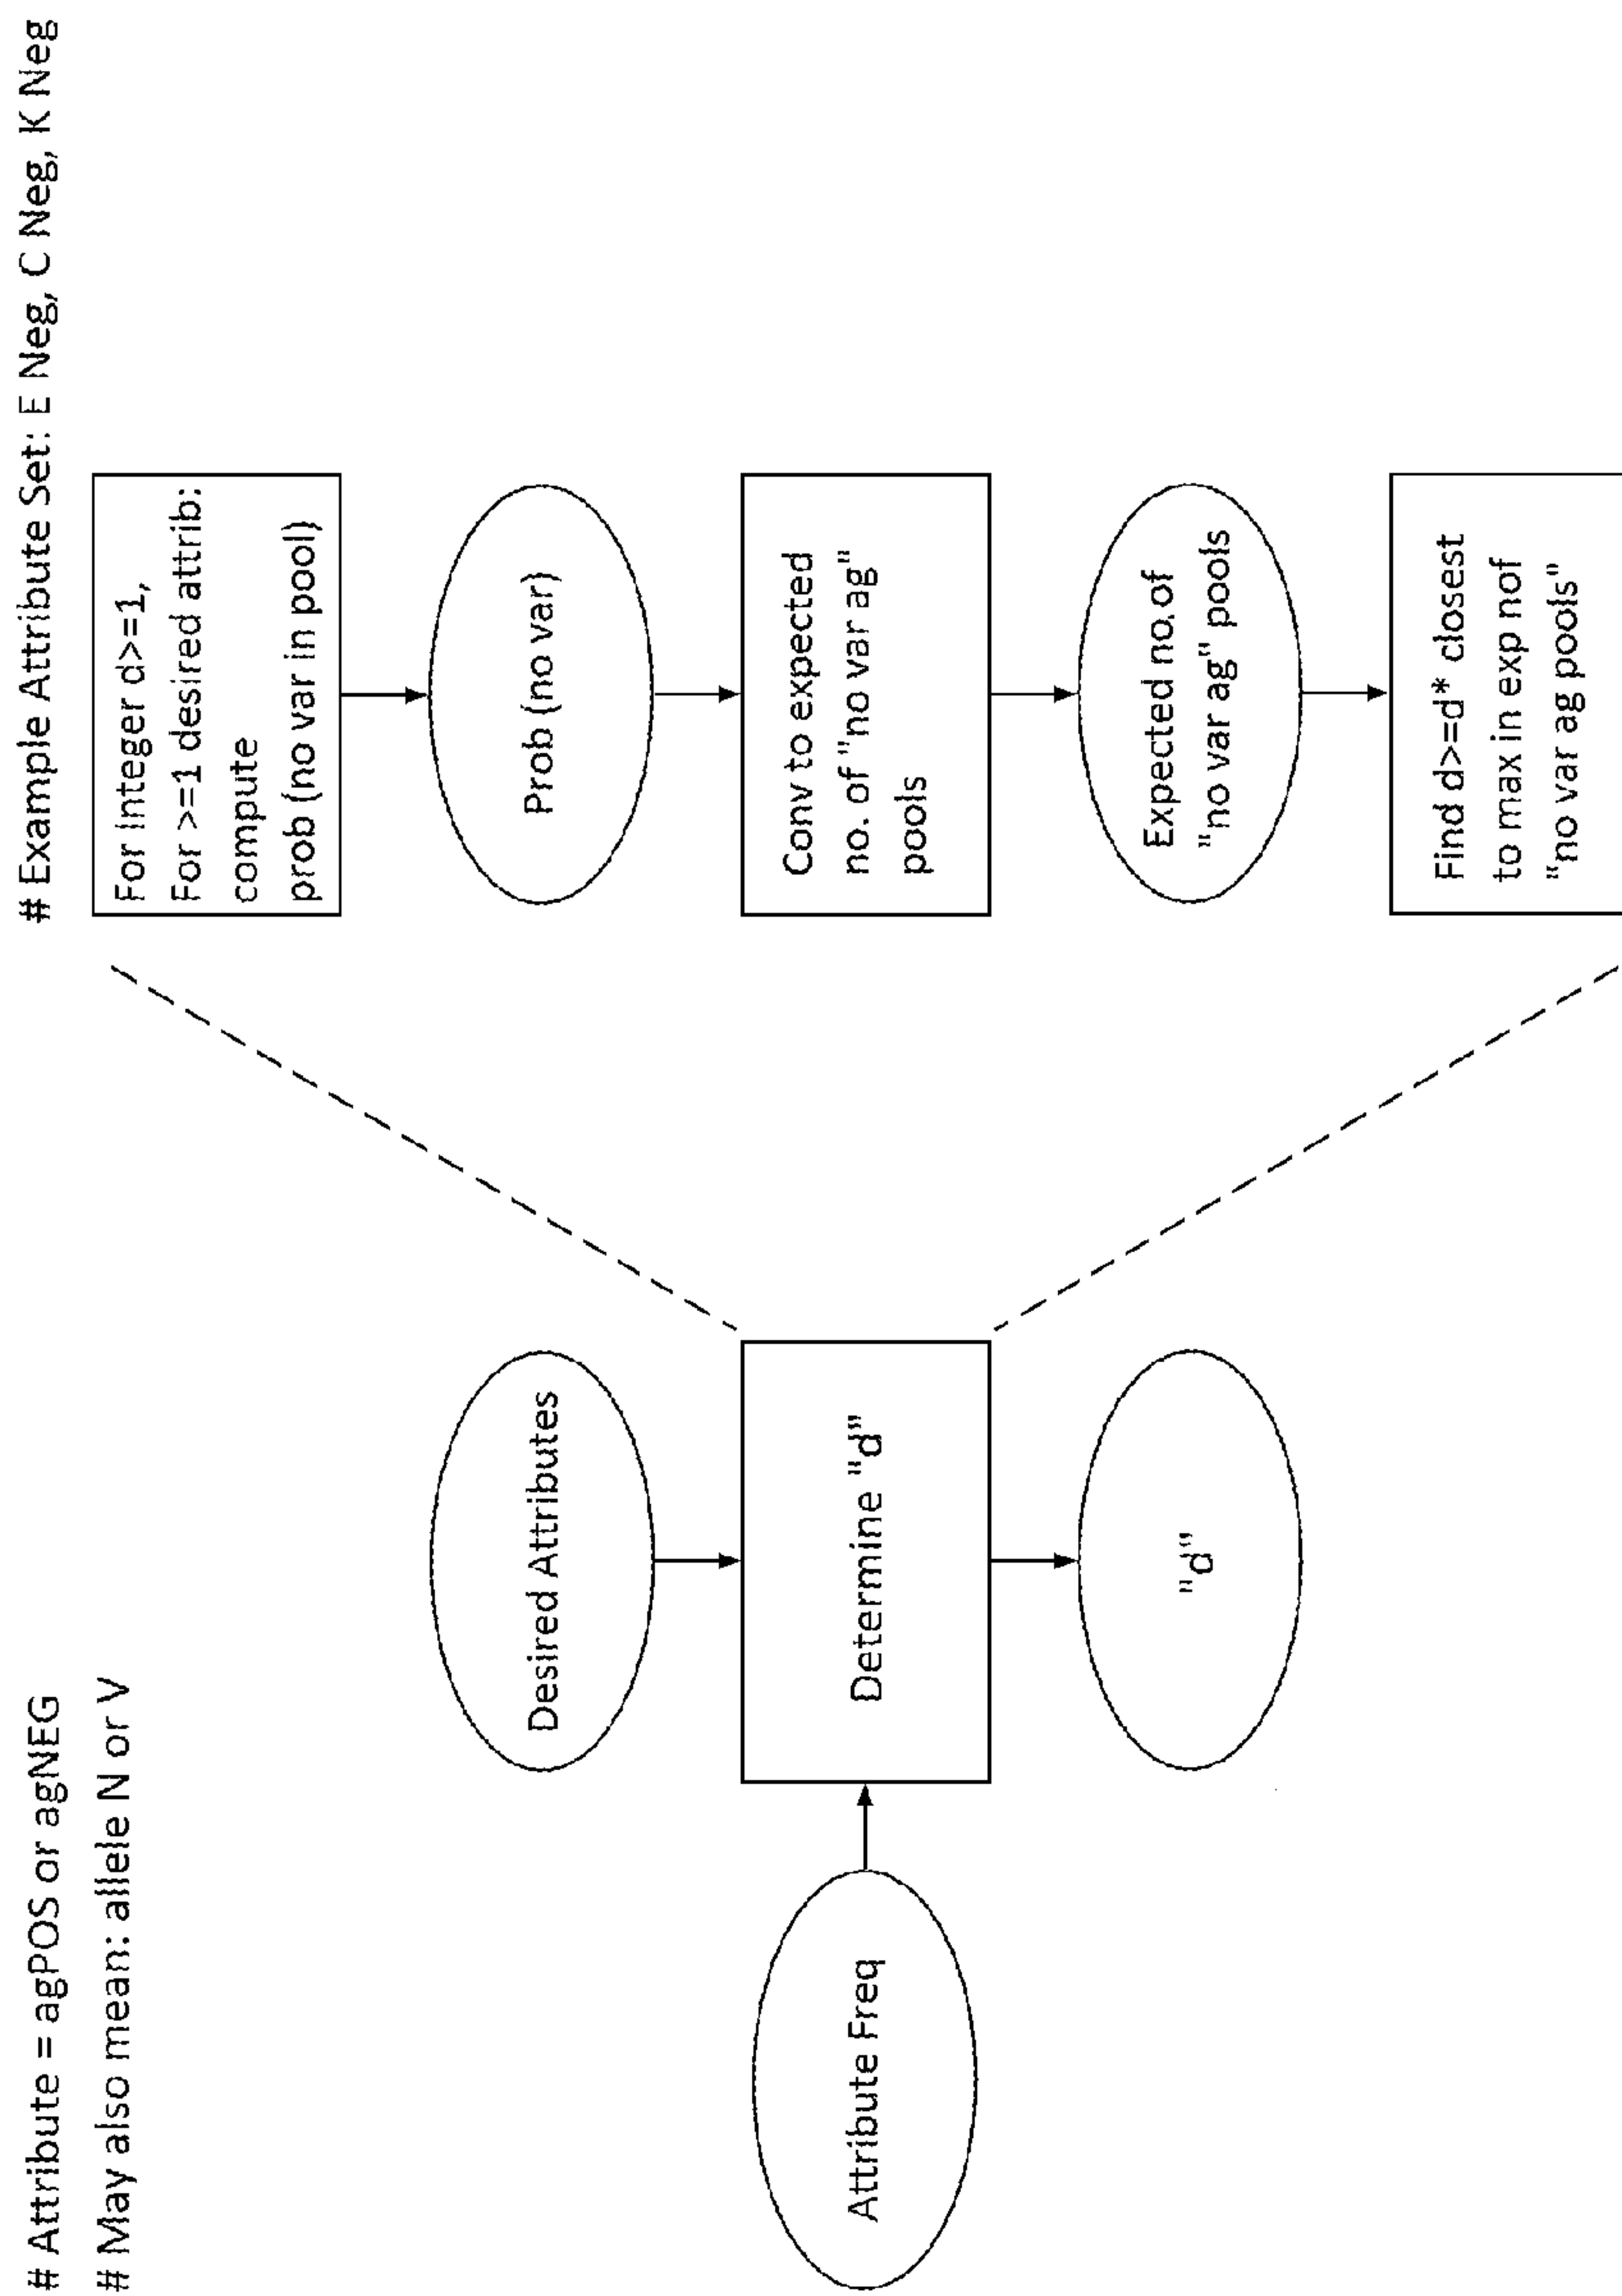 # Attribute = agPOS or agNEG
# May also mean: allele N or V
Desired Attributes
Attribute Freq
Determine "d"
"d"
# Example Attribute Set: E Neg, C Neg, K Neg
For Integer d>=1,
For >=1 desired attrib:
compute
prob (no var in pool)
Prob (no var)
Conv to expected
no. of "no var ag"
pools
Expected no.of
"no var ag" pools
Find d>=d* closest
to max in exp nof
"no var ag pools"